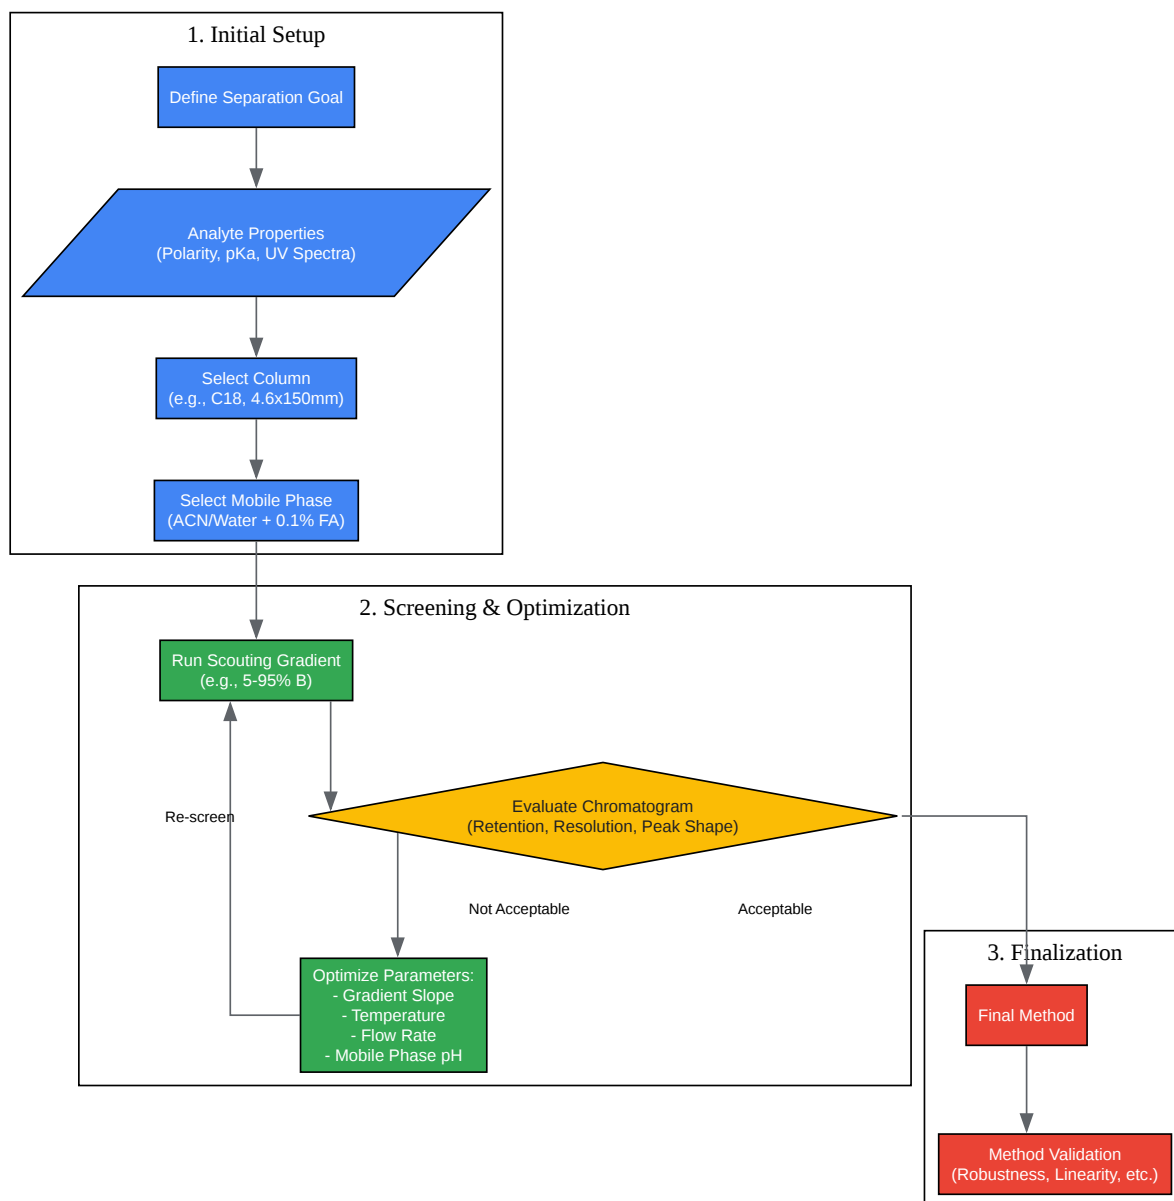 1. Initial Setup
Define Separation Goal
Analyte Properties
(Polarity, pKa, UV Spectra)
Select Column
(e.g., C18, 4.6x150mm)
Select Mobile Phase
(ACN/Water + 0.1% FA)
2. Screening & Optimization
Run Scouting Gradient
(e.g., 5-95% B)
Re-screen
Evaluate Chromatogram
(Retention, Resolution, Peak Shape)
Not Acceptable
Acceptable
Optimize Parameters:
- Gradient Slope
- Temperature
- Flow Rate
- Mobile Phase pH
3. Finalization
Final Method
Method Validation
(Robustness, Linearity, etc.)